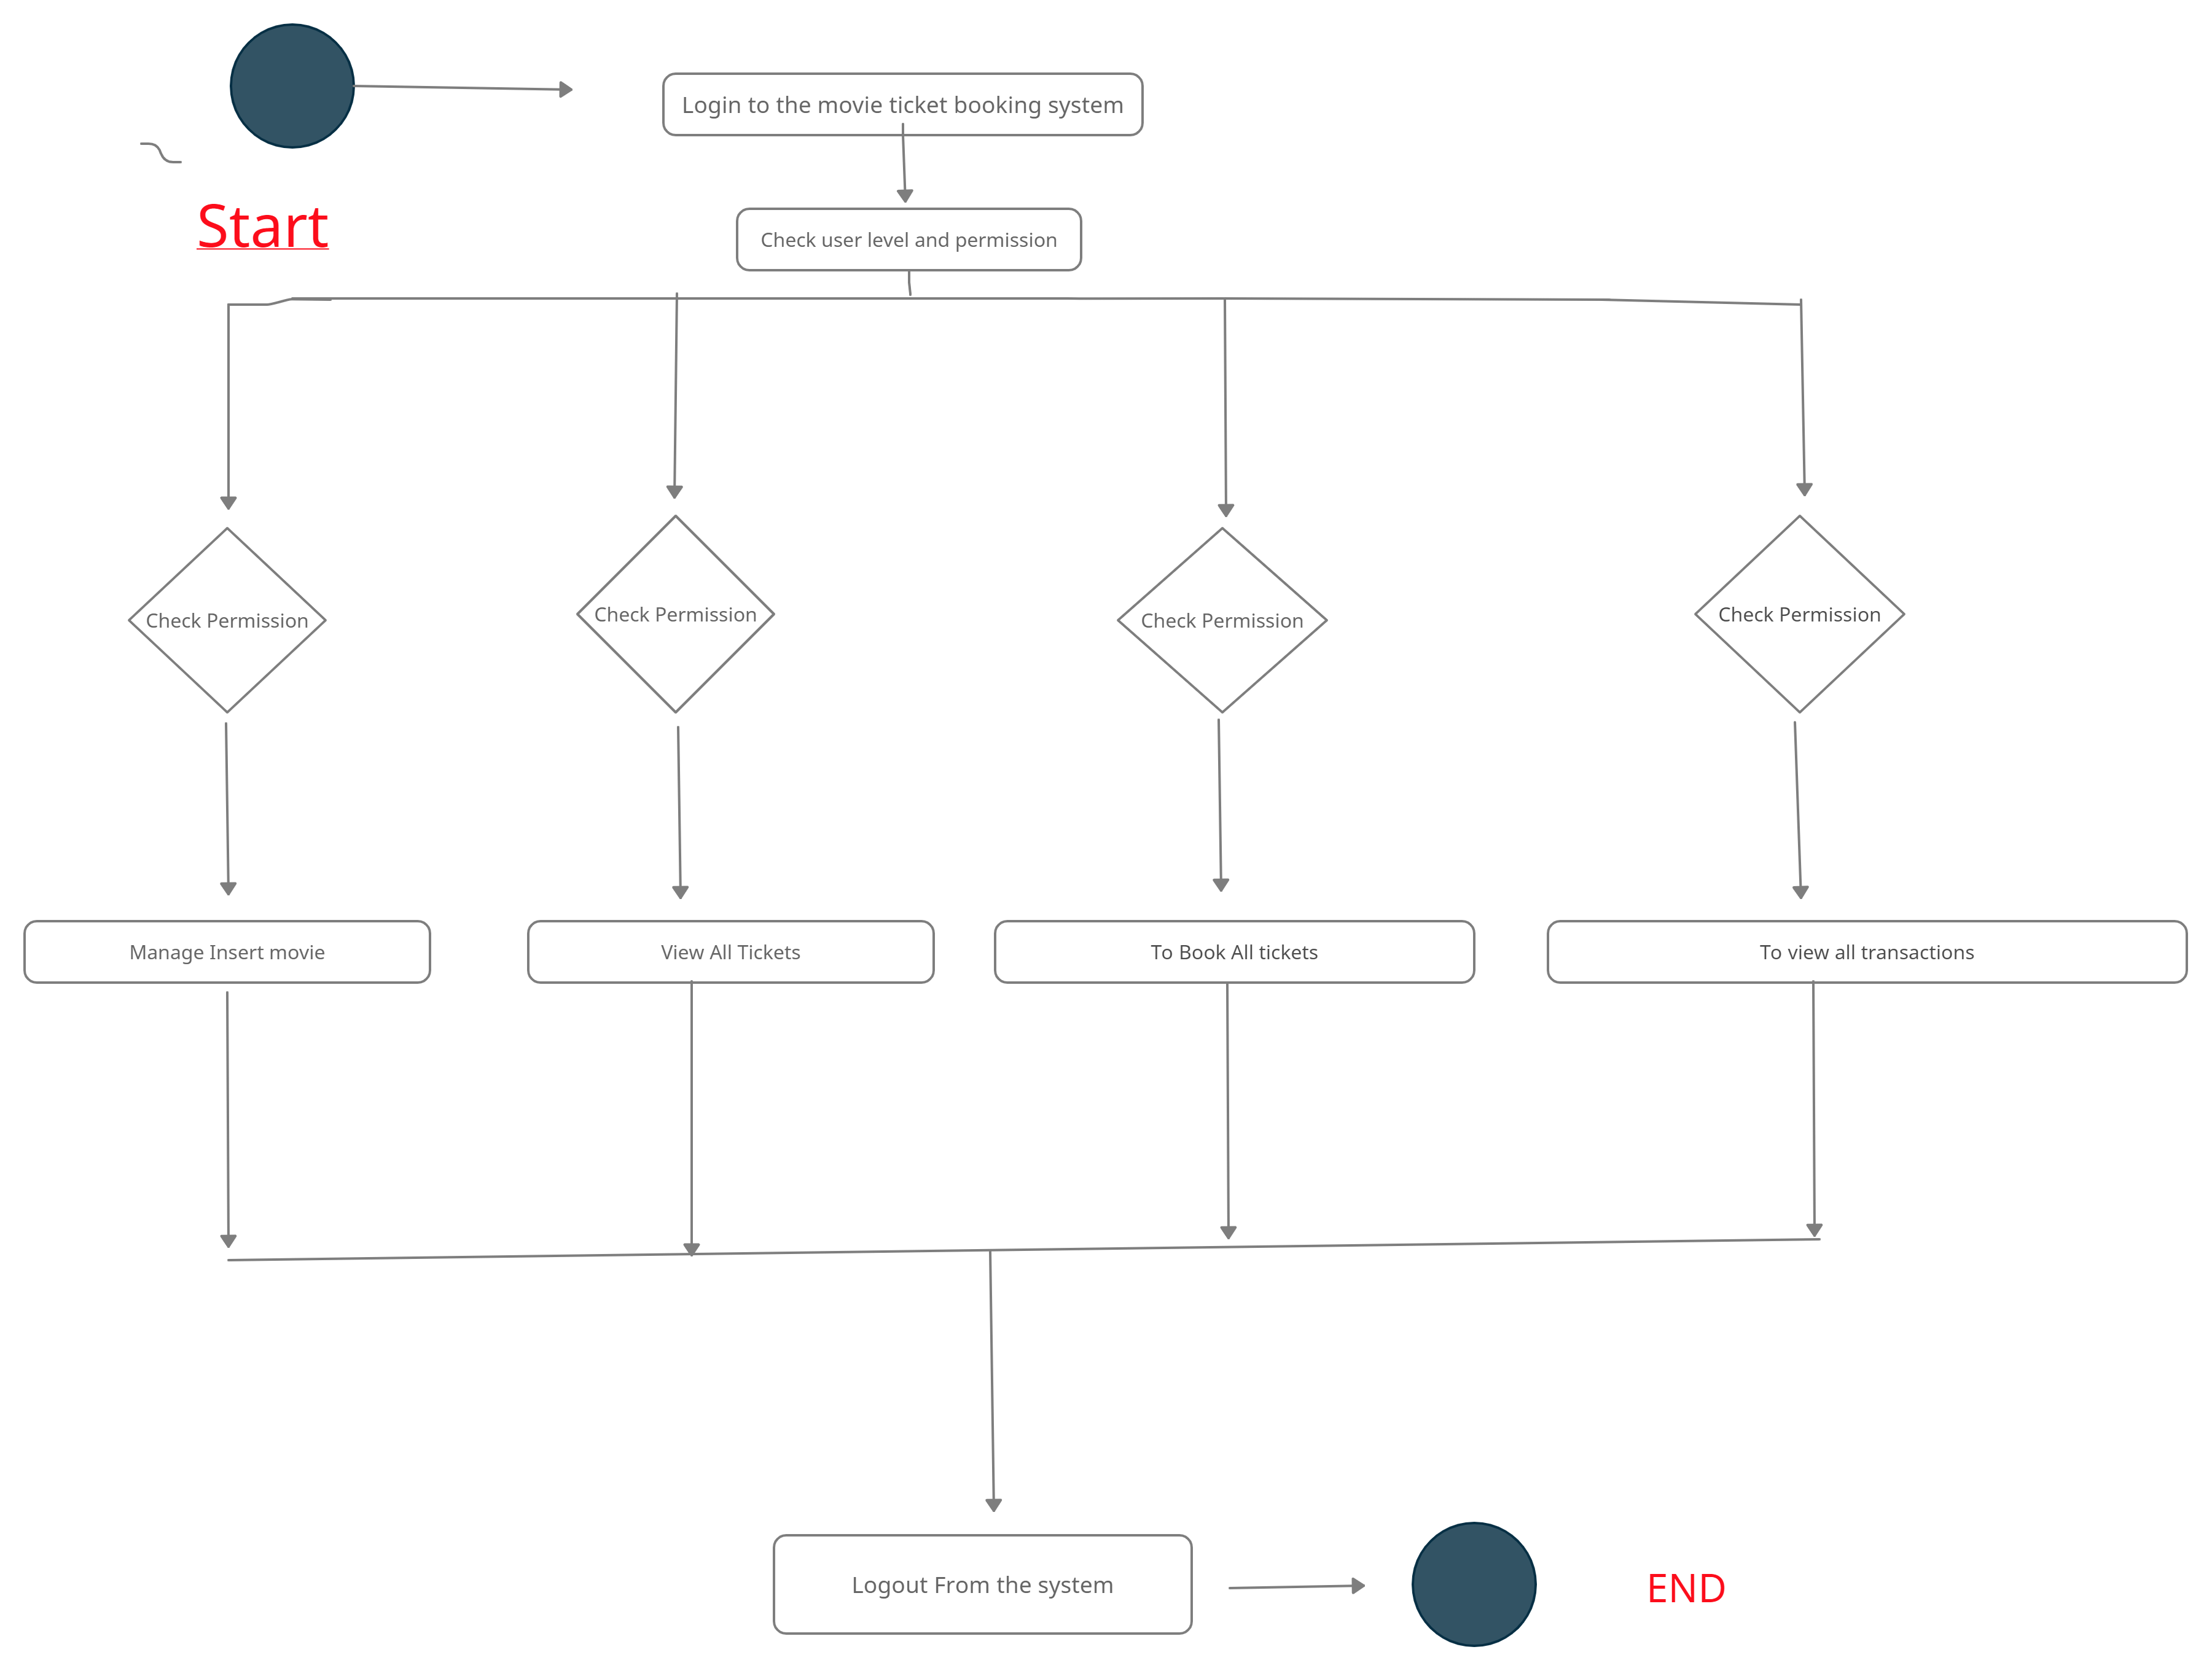 Login to the movie ticket booking system
Start
Check user level and permission
Check Permission
Check Permission
Check Permission
Check Permission
Manage Insert movie
View All Tickets
To Book All tickets
To view all transactions
Logout From the system
END